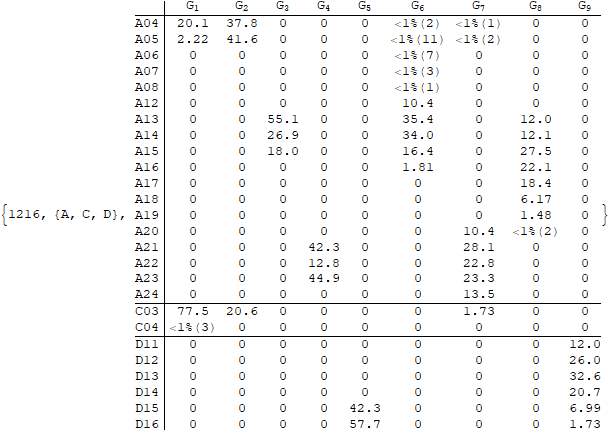 G1 G2 G3 G4 G5 G6 G7 G8 G9
A04 20.1 37.8 0 0 0 <1%(2) <1%(1) 0 0
A05 2.22 41.6 0 0 0 <1%(11) <1%(2) 0 0
A06 0 0 0 0 0 <1%(7) 0 0 0
A07 0 0 0 0 0 <1%(3) 0 0 0
A08 0 0 0 0 0 <1%(1) 0 0 0
A12 0 0 0 0 0 10.4 0 0 0
A13 0 0 55.1 0 0 35.4 0 12.0 0
A14 0 0 26.9 0 0 34.0 0 12.1 0
A15 0 0 18.0 0 0 16.4 0 27.5 0
A16 0 0 0 0 0 1.81 0 22.1 0
A17 0 0 0 0 0 0 0 18.4 0
A18 0 0 0 0 0 0 0 6.17 0
{1216, {A, C, D}, A19 0 0 0 0 0 0 0 1.48 0 }
A20 0 0 0 0 0 0 10.4 <1%(2) 0
A21 0 0 0 42.3 0 0 28.1 0 0
A22 0 0 0 12.8 0 0 22.8 0 0
A23 0 0 0 44.9 0 0 23.3 0 0
A24 0 0 0 0 0 0 13.5 0 0
C03 77.5 20.6 0 0 0 0 1.73 0 0
C04 <1%(3) 0 0 0 0 0 0 0 0
D11 0 0 0 0 0 0 0 0 12.0
D12 0 0 0 0 0 0 0 0 26.0
D13 0 0 0 0 0 0 0 0 32.6
D14 0 0 0 0 0 0 0 0 20.7
D15 0 0 0 0 42.3 0 0 0 6.99
D16 0 0 0 0 57.7 0 0 0 1.73